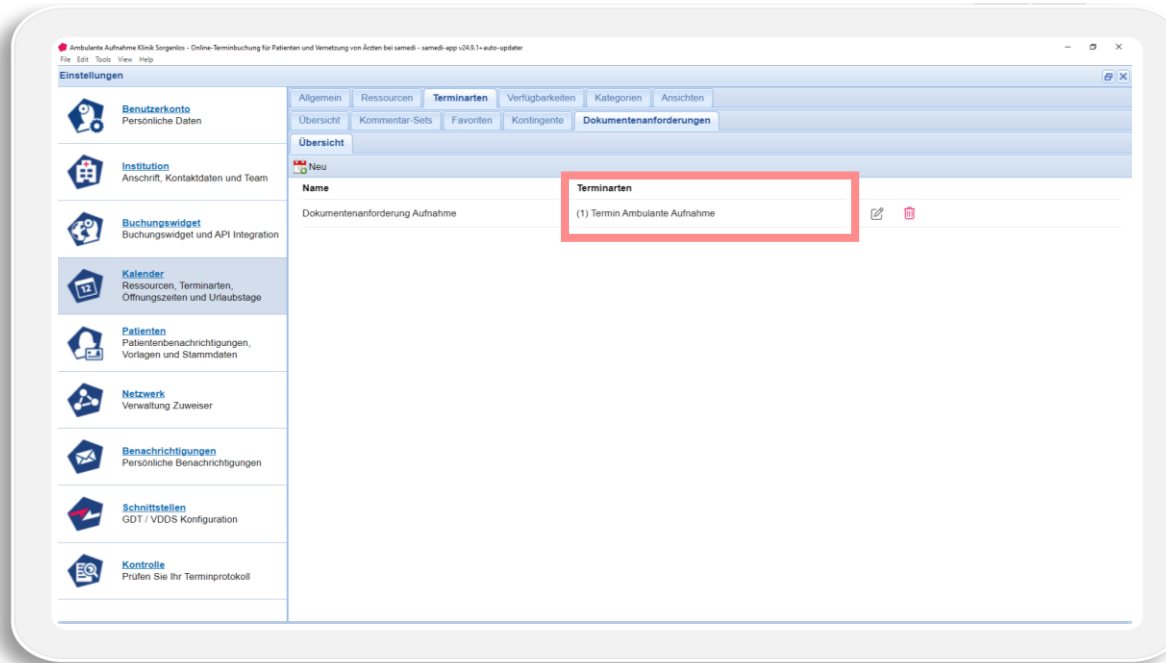 Ambulante Aufnahme Klinik Sorgenlos - Online-Terminbuchung für Patienten und Vernetzung von Ärzten bei samedi - samedi-app v24.9.1+auto-updater
File Edit Tools View Help
Einstellungen
Benutzerkonto
Persönliche Daten
Institution
Anschrift, Kontaktdaten und Team
Buchungswidget
Buchungswidget und API Integration
Kalender
Ressourcen, Terminarten,
Öffnungszeiten und Urlaubstage
Patienten
Patientenbenachrichtigungen,
Vorlagen und Stammdaten
Netzwerk
Verwaltung Zuweiser
Benachrichtigungen
Persönliche Benachrichtigungen
Schnittstellen
GDT / VDDS Konfiguration
Kontrolle
Prüfen Sie Ihr Terminprotokoll
Allgemein Ressourcen Terminarten Verfügbarkeiten Kategorien Ansichten
Übersicht Kommentar-Sets Favoriten Kontingente Dokumentenanforderungen
Übersicht
Neu
Name Terminarten
Dokumentenanforderung Aufnahme (1) Termin Ambulante Aufnahme
12